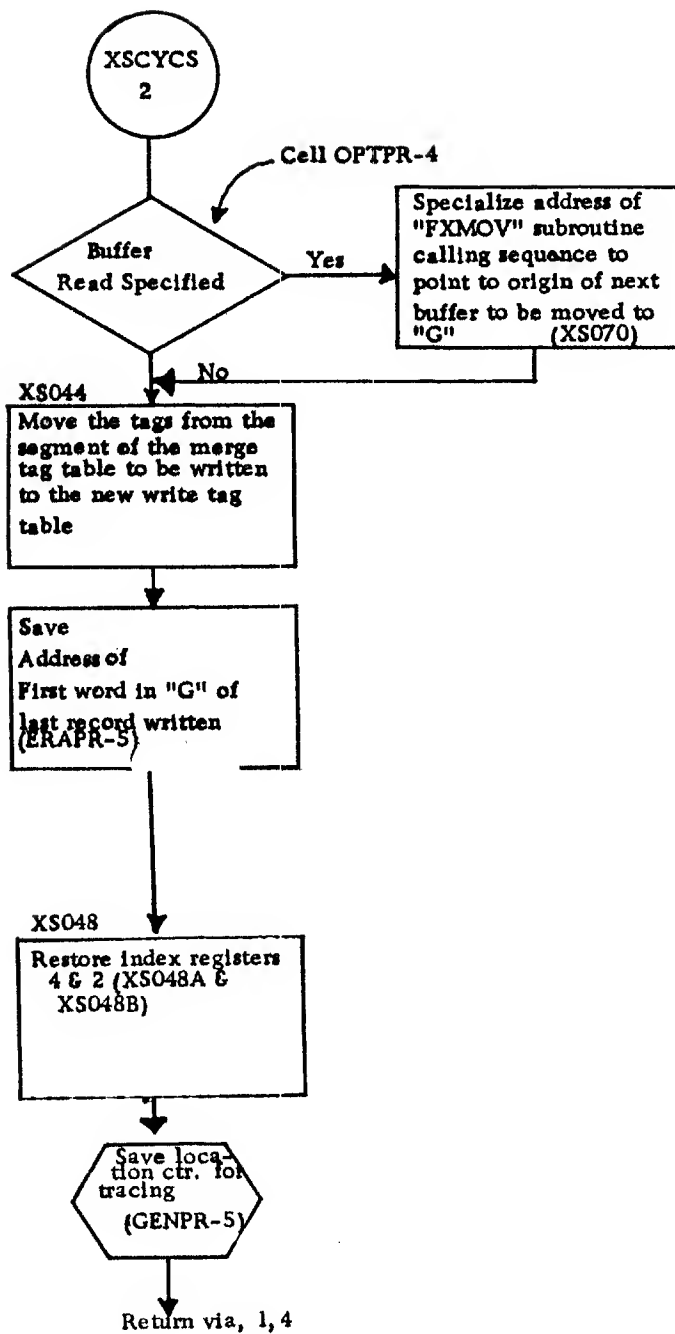 XSCYCS
2
Cell OPTPR-4
Buffer
Read Specified
Yes
Specialize address of
"FXMOV" subroutine
calling sequence to
point to origin of next
buffer to be moved to
"G" (XS070)
No
XS044
Move the tags from the
segment of the merge
tag table to be written
to the new write tag
table
Save
Address of
First word in "G" of
last record written
(ERAPR-5)
XS048
Restore index registers
4 & 2 (XS048A &
XS048B)
Save loca-
tion ctr. for
tracing
(GENPR-5)
Return via, 1, 4